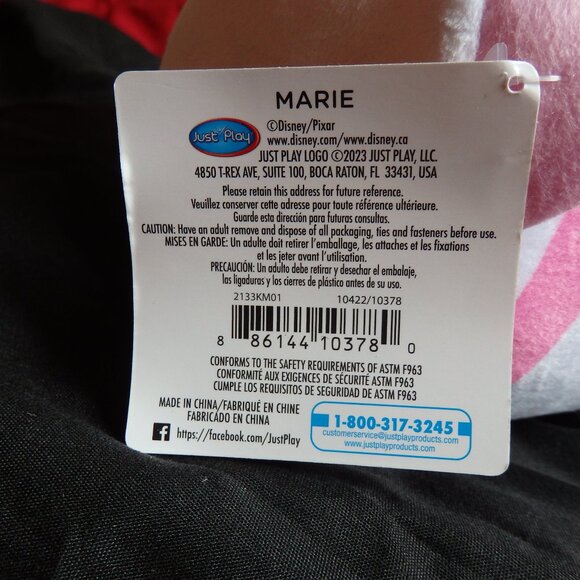 MARIE
Just Play
©Disney/Pixar
www.disney.com/www.disney.ca
JUST PLAY LOGO ©2023 JUST PLAY, LLC.
4850 T-REX AVE, SUITE 100, BOCA RATON, FL 33431, USA
Please retain this address for future reference.
Veuillez conserver cette adresse pour toute référence ultérieure.
Guarde esta dirección para futuras consultas.
CAUTION: Have an adult remove and dispose of all packaging, ties and fasteners before use.
MISES EN GARDE: Un adulte doit retirer l'emballage, les attaches et les fixations
et les jeter avant l'utilisation.
PRECAUCIÓN: Un adulto debe retirar y desechar el embalaje,
las ligaduras y los cierres de plástico antes de su uso.
2133KM01 10422/10378
8 86144 10378 0
CONFORMS TO THE SAFETY REQUIREMENTS OF ASTM F963
CONFORMITÉ AUX EXIGENCES DE SÉCURITÉ ASTM F963
CUMPLE LOS REQUISITOS DE SEGURIDAD DE ASTM F963
MADE IN CHINA/FABRIQUÉ EN CHINE
FABRICADO EN CHINA
https://facebook.com/JustPlay
1-800-317-3245
customerservice@justplayproducts.com
www.justplayproducts.com